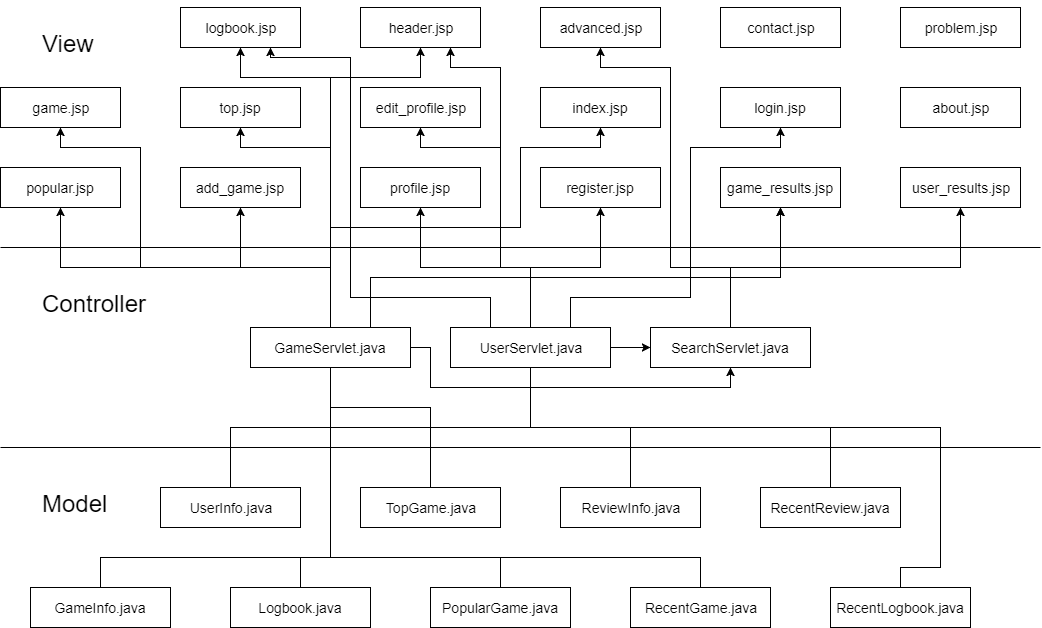 View
logbook.jsp
header.jsp
advanced.jsp
contact.jsp
problem.jsp
game.jsp
top.jsp
edit_profile.jsp
index.jsp
login.jsp
about.jsp
popular.jsp
add_game.jsp
profile.jsp
register.jsp
game_results.jsp
user_results.jsp
Controller
GameServlet.java
UserServlet.java
SearchServlet.java
Model
UserInfo.java
TopGame.java
ReviewInfo.java
RecentReview.java
GameInfo.java
Logbook.java
PopularGame.java
RecentGame.java
RecentLogbook.java